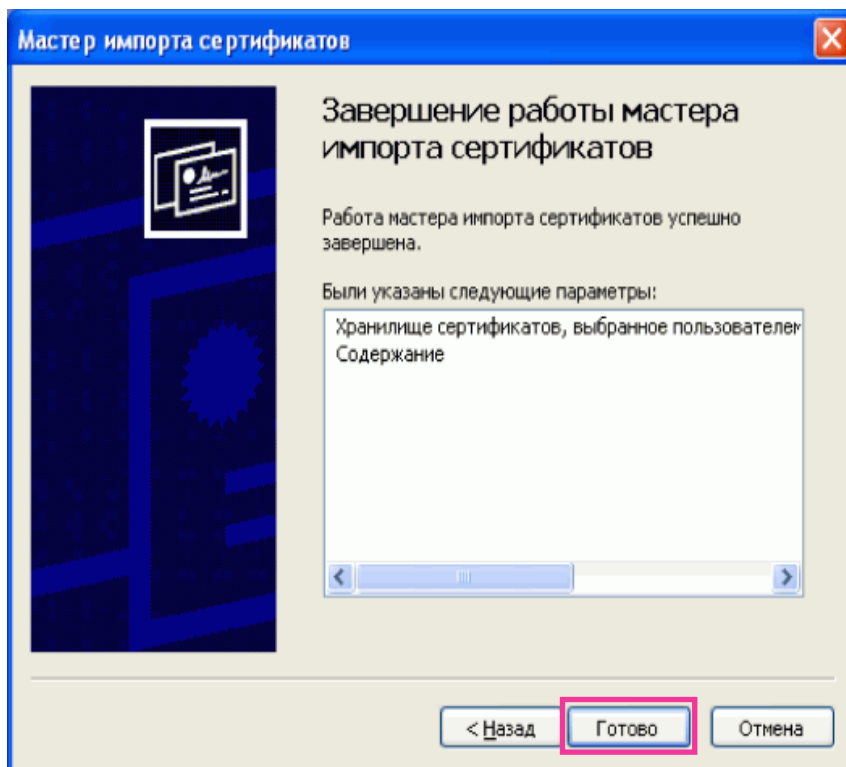 Мастер импорта сертификатов
Завершение работы мастера
импорта сертификатов
Работа мастера импорта сертификатов успешно
завершена.
Были указаны следующие параметры:
Хранилище сертификатов, выбранное пользователем
Содержание
< Назад
Готово
Отмена